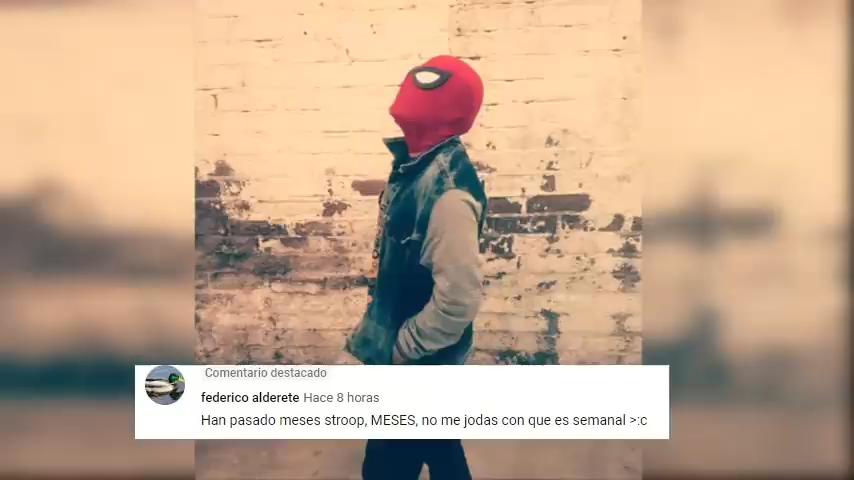 Comentario destacado
federico alderete Hace 8 horas
Han pasado meses stroop, MESES, no me jodas con que es semanal >:c